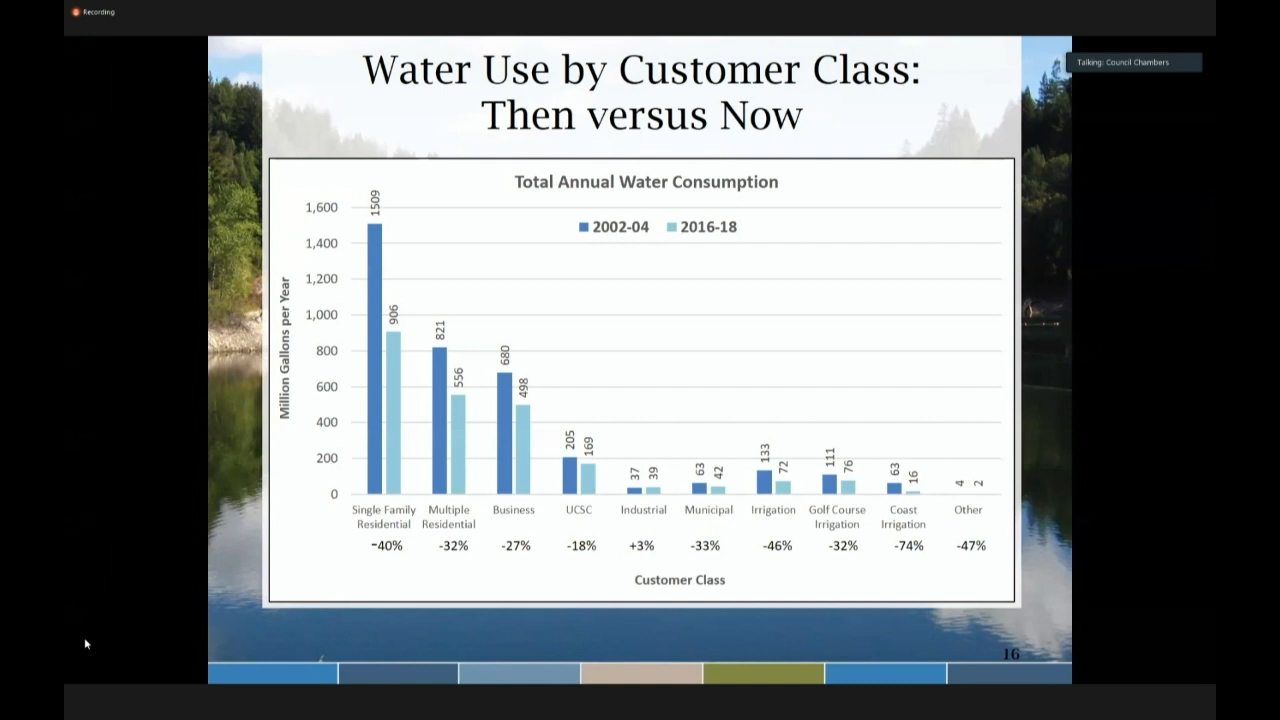 Recording
Talking: Council Chambers
Water Use by Customer Class:
Then versus Now
Total Annual Water Consumption
2002-04 2016-18
Million Gallons per Year
1,600
1,400
1,200
1,000
800
600
400
200
0
1509 906 821 556 680 498 205 169 37 39 63 42 133 72 111 76 63 16 4 2
Single Family Multiple Business UCSC Industrial Municipal Irrigation Golf Course Coast Other
Residential Residential Irrigation Irrigation
-40% -32% -27% -18% +3% -33% -46% -32% -74% -47%
Customer Class
16